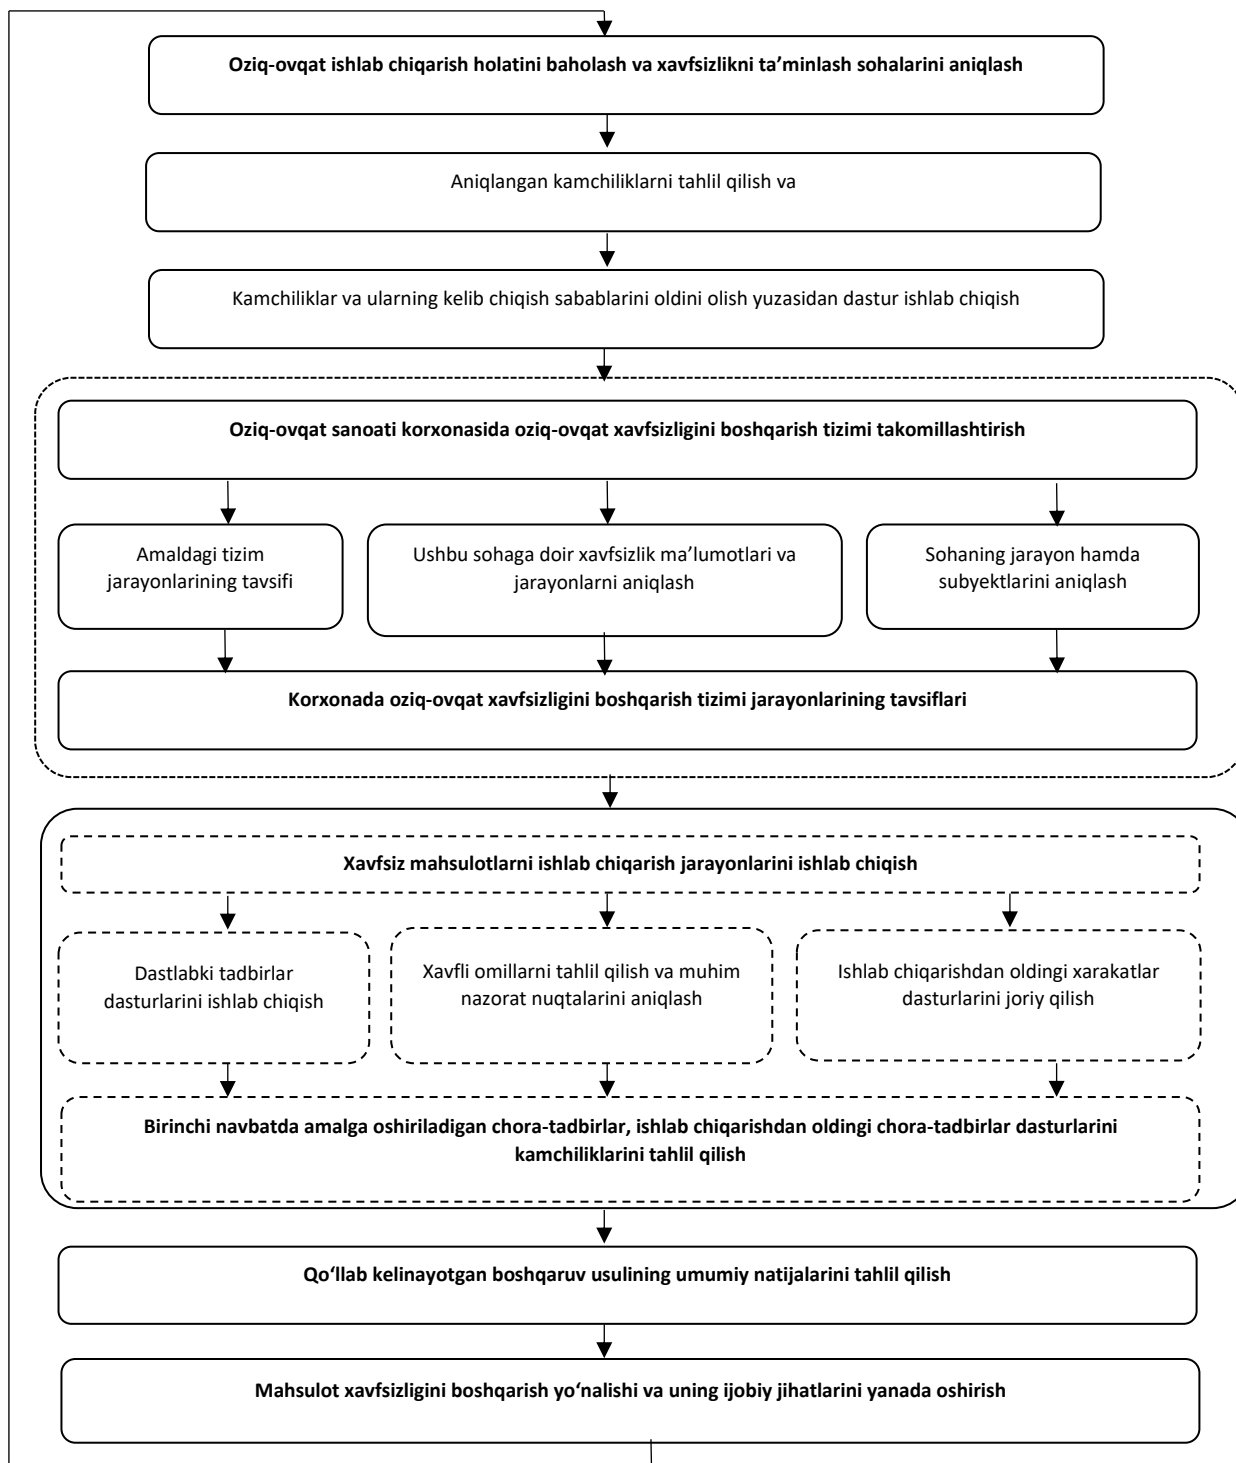 Oziq-ovqat ishlab chiqarish holatini baholash va xavfsizlikni ta’minlash sohalarini aniqlash
Aniqlangan kamchiliklarni tahlil qilish va
Kamchiliklar va ularning kelib chiqish sabablarini oldini olish yuzasidan dastur ishlab chiqish
Oziq-ovqat sanoati korxonasida oziq-ovqat xavfsizligini boshqarish tizimi takomillashtirish
Amaldagi tizim
jarayonlarining tavsifi
Ushbu sohaga doir xavfsizlik ma’lumotlari va
jarayonlarni aniqlash
Sohaning jarayon hamda
subyektlarini aniqlash
Korxonada oziq-ovqat xavfsizligini boshqarish tizimi jarayonlarining tavsiflari
Xavfsiz mahsulotlarni ishlab chiqarish jarayonlarini ishlab chiqish
Dastlabki tadbirlar
dasturlarini ishlab chiqish
Xavfli omillarni tahlil qilish va muhim
nazorat nuqtalarini aniqlash
Ishlab chiqarishdan oldingi xarakatlar
dasturlarini joriy qilish
Birinchi navbatda amalga oshiriladigan chora-tadbirlar, ishlab chiqarishdan oldingi chora-tadbirlar dasturlarini
kamchiliklarini tahlil qilish
Qo‘llab kelinayotgan boshqaruv usulining umumiy natijalarini tahlil qilish
Mahsulot xavfsizligini boshqarish yo‘nalishi va uning ijobiy jihatlarini yanada oshirish